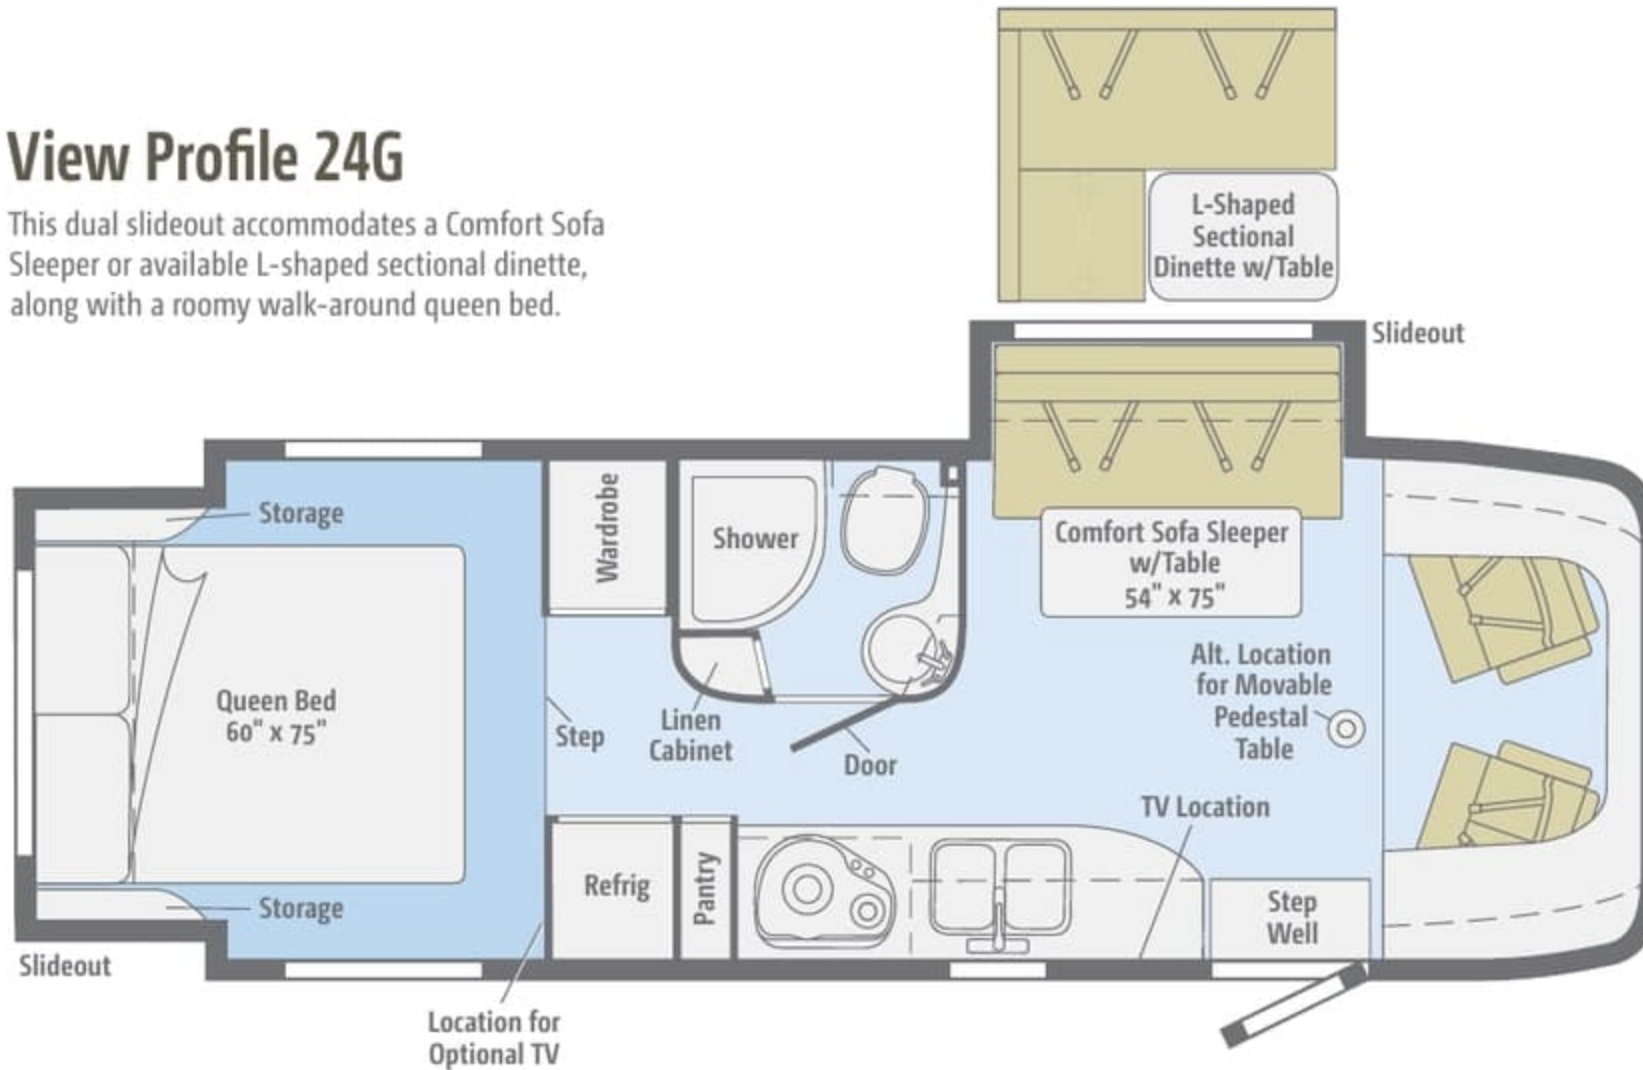 View Profile 24G
This dual slideout accommodates a Comfort Sofa
Sleeper or available L-shaped sectional dinette,
along with a roomy walk-around queen bed.
L-Shaped
Sectional
Dinette w/Table
Slideout
Storage
Wardrobe
Shower
Comfort Sofa Sleeper
w/Table
54" x 75"
Queen Bed
60" x 75"
Step
Linen
Cabinet
Door
Alt. Location
for Movable
Pedestal
Table
TV Location
Storage
Refrig
Pantry
Step
Well
Slideout
Location for
Optional TV